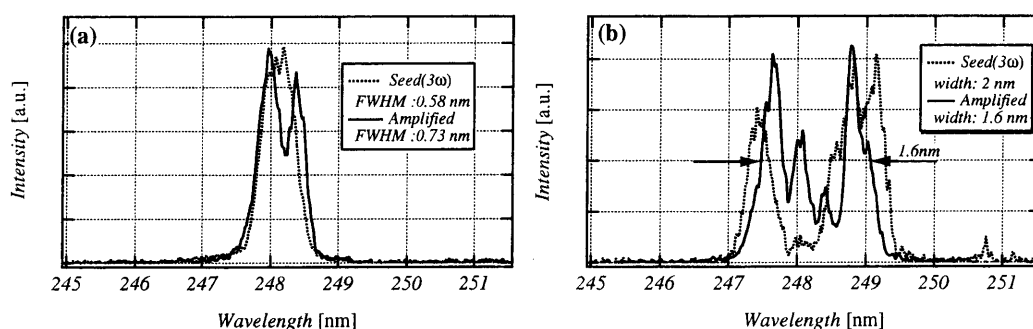 (a)
Intensity [a.u.]
Seed(3ω)
FWHM :0.58 nm
Amplified
FWHM :0.73 nm
245 246 247 248 249 250 251
Wavelength [nm]
(b)
Intensity [a.u.]
Seed(3ω)
width: 2 nm
Amplified
width: 1.6 nm
1.6nm
245 246 247 248 249 250 251
Wavelength [nm]